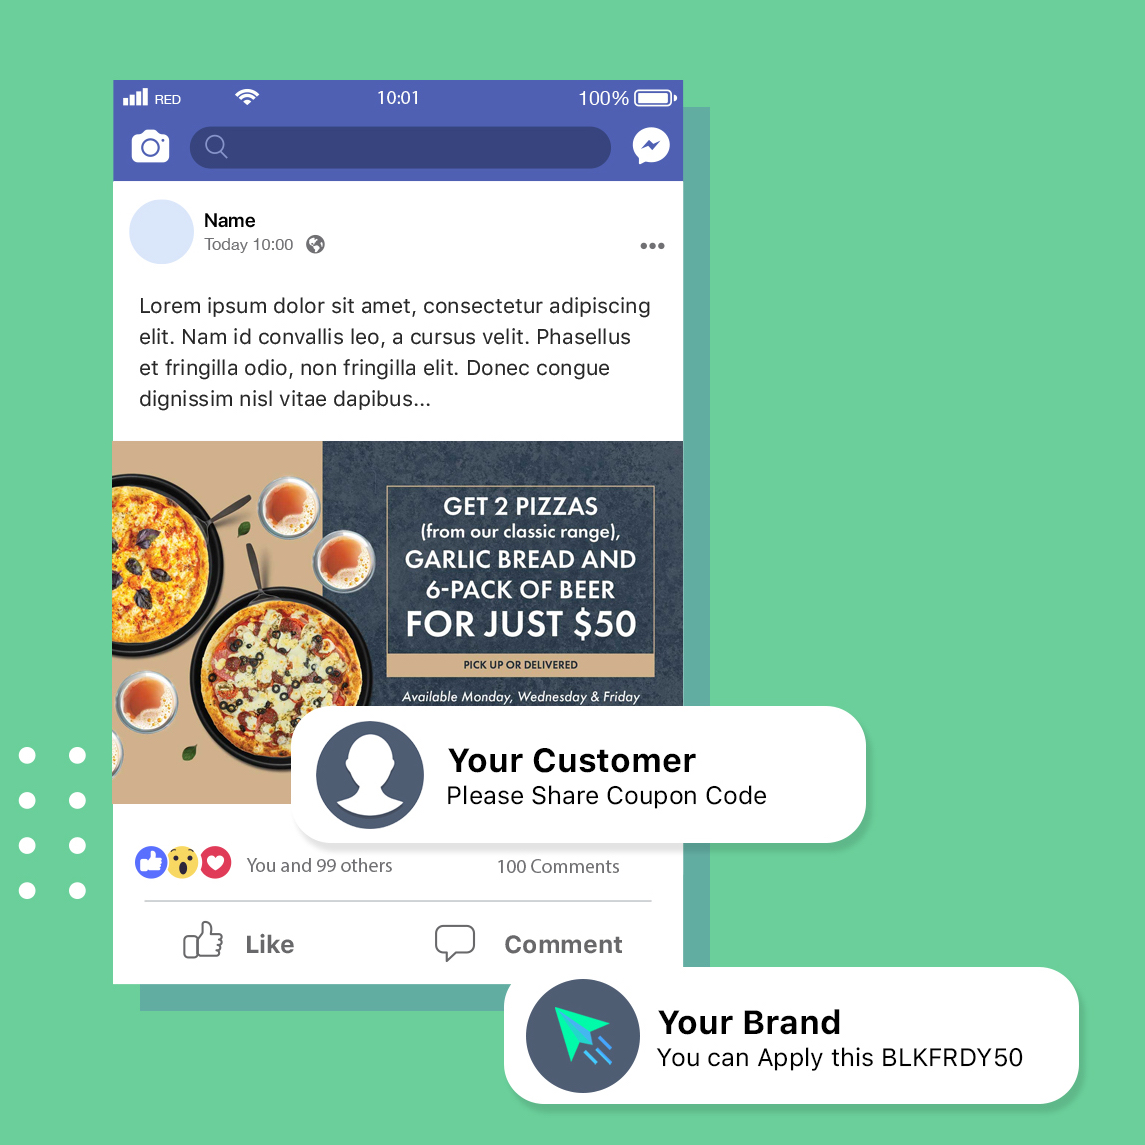 RED
10:01
100%
Name
Today 10:00
Lorem ipsum dolor sit amet, consectetur adipiscing
elit. Nam id convallis leo, a cursus velit. Phasellus
et fringilla odio, non fringilla elit. Donec congue
dignissim nisl vitae dapibus...
GET 2 PIZZAS
(from our classic range),
GARLIC BREAD AND
6-PACK OF BEER
FOR JUST $50
PICK UP OR DELIVERED
Available Monday, Wednesday & Friday
Your Customer
Please Share Coupon Code
You and 99 others
100 Comments
Like
Comment
Your Brand
You can Apply this BLKFRDY50